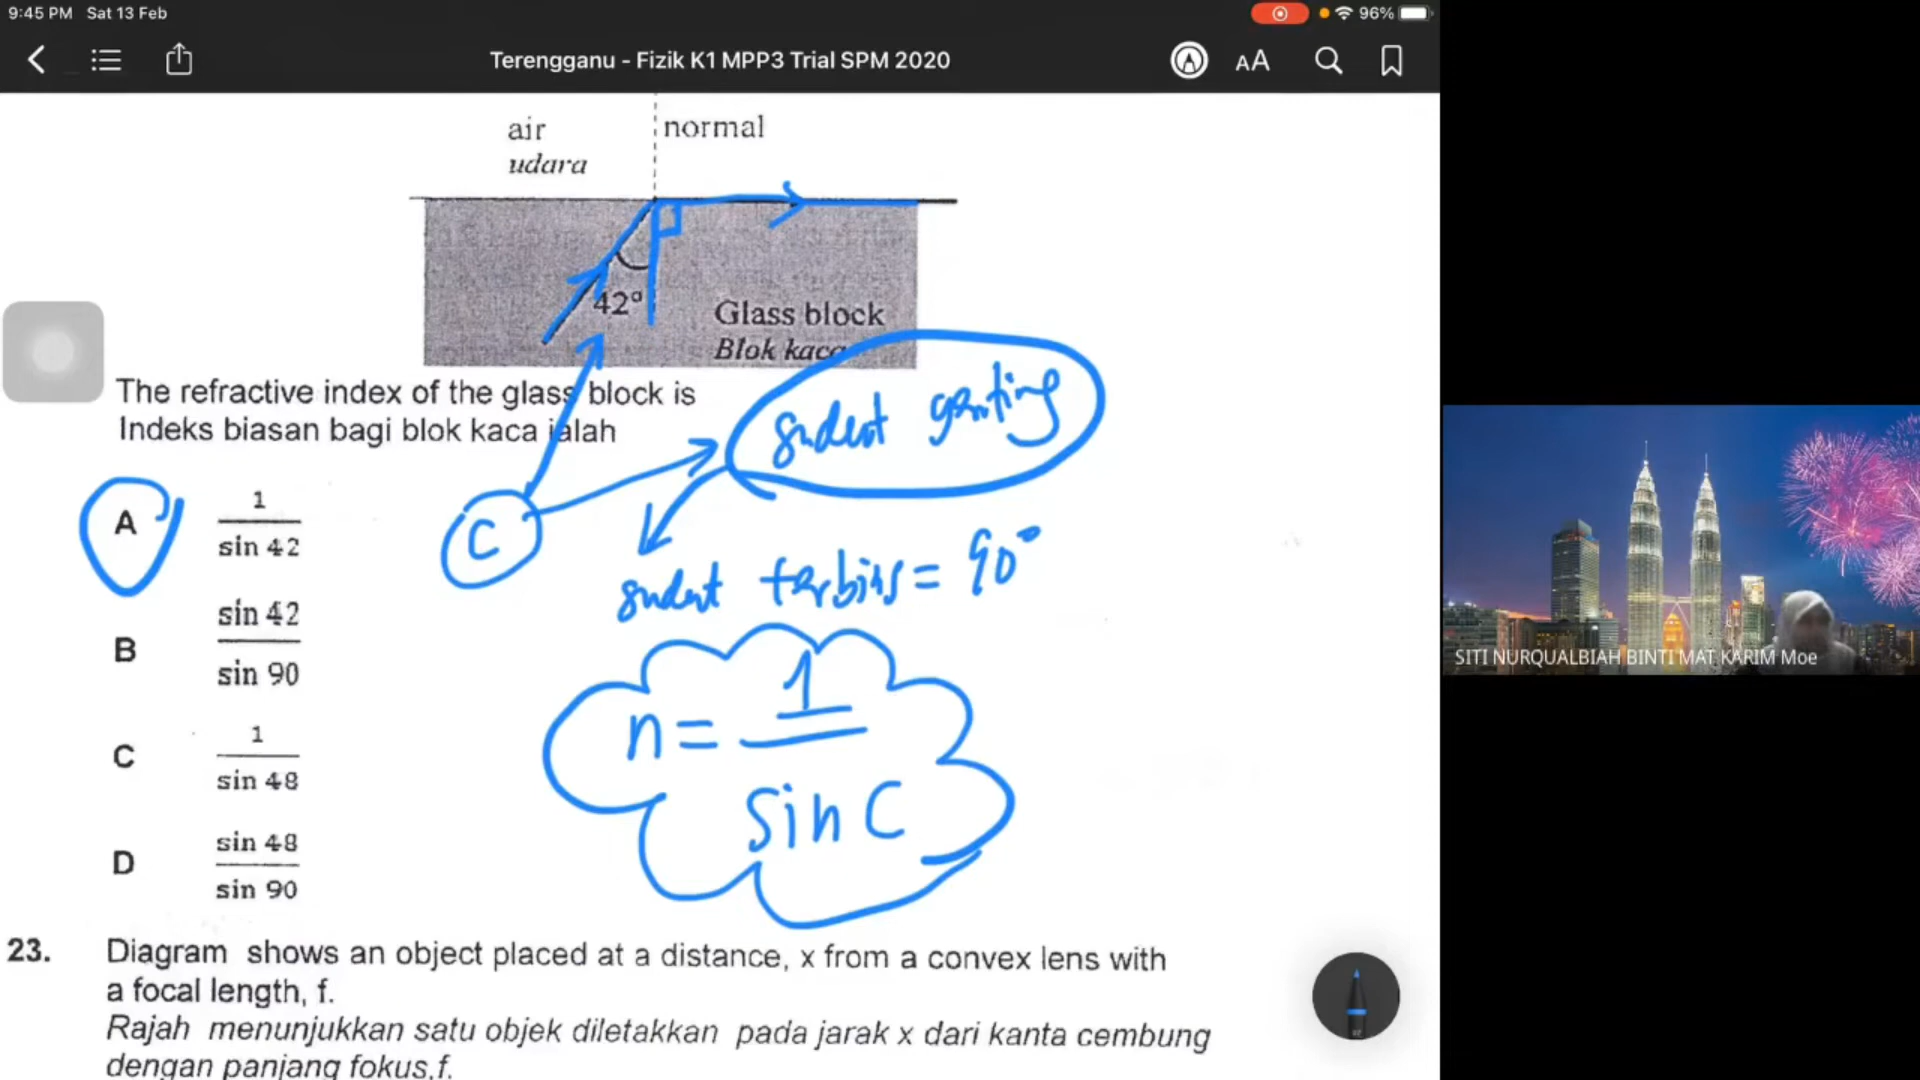 9:45 PM Sat 13 Feb
96%
Terengganu - Fizik K1 MPP3 Trial SPM 2020
AA
air
udara
normal
42°
Glass block
Blok kaca
The refractive index of the glass block is
Indeks biasan bagi blok kaca ialah
sudut genting
A 1
sin 42
C
sudut terbias = 90°
B sin 42
sin 90
n = 1
sin C
C 1
sin 48
D sin 48
sin 90
23. Diagram shows an object placed at a distance, x from a convex lens with
a focal length, f.
Rajah menunjukkan satu objek diletakkan pada jarak x dari kanta cembung
dengan panjang fokus,f.
SITI NURQUALBIAH BINTI MAT KARIM Moe